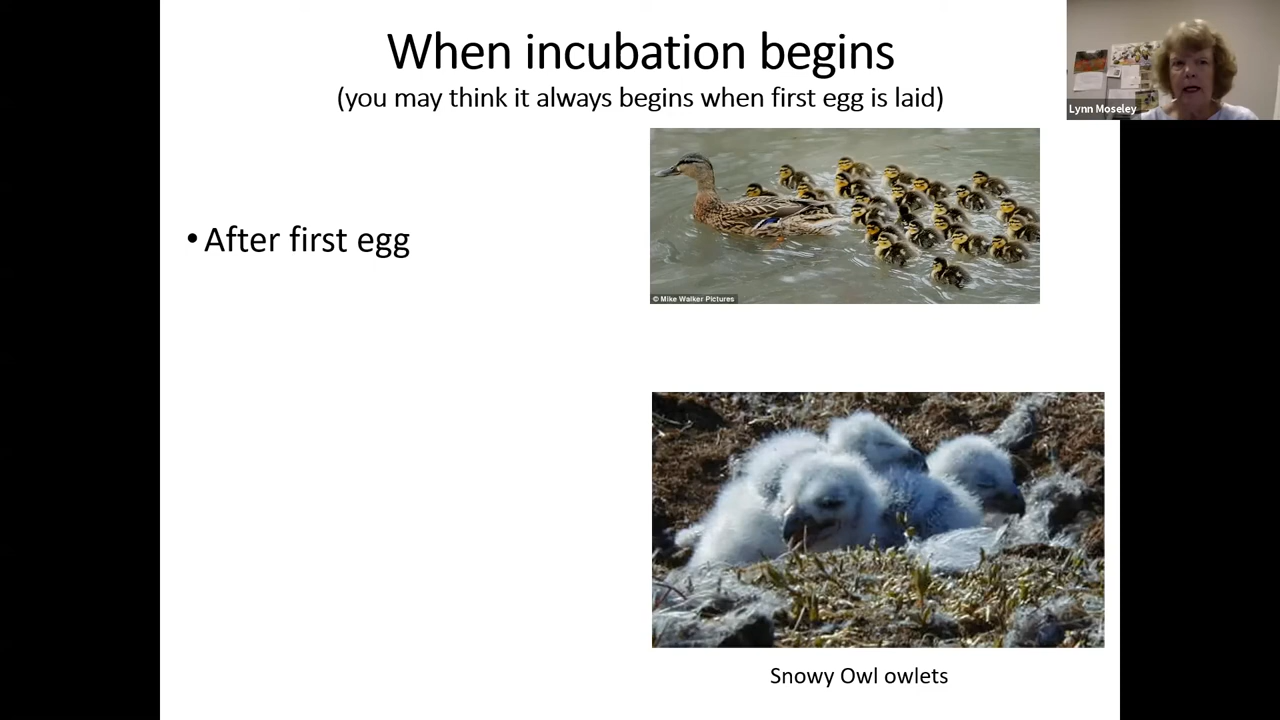 When incubation begins
(you may think it always begins when first egg is laid)
Lynn Moseley
• After first egg
© Mike Walker Pictures
Snowy Owl owlets